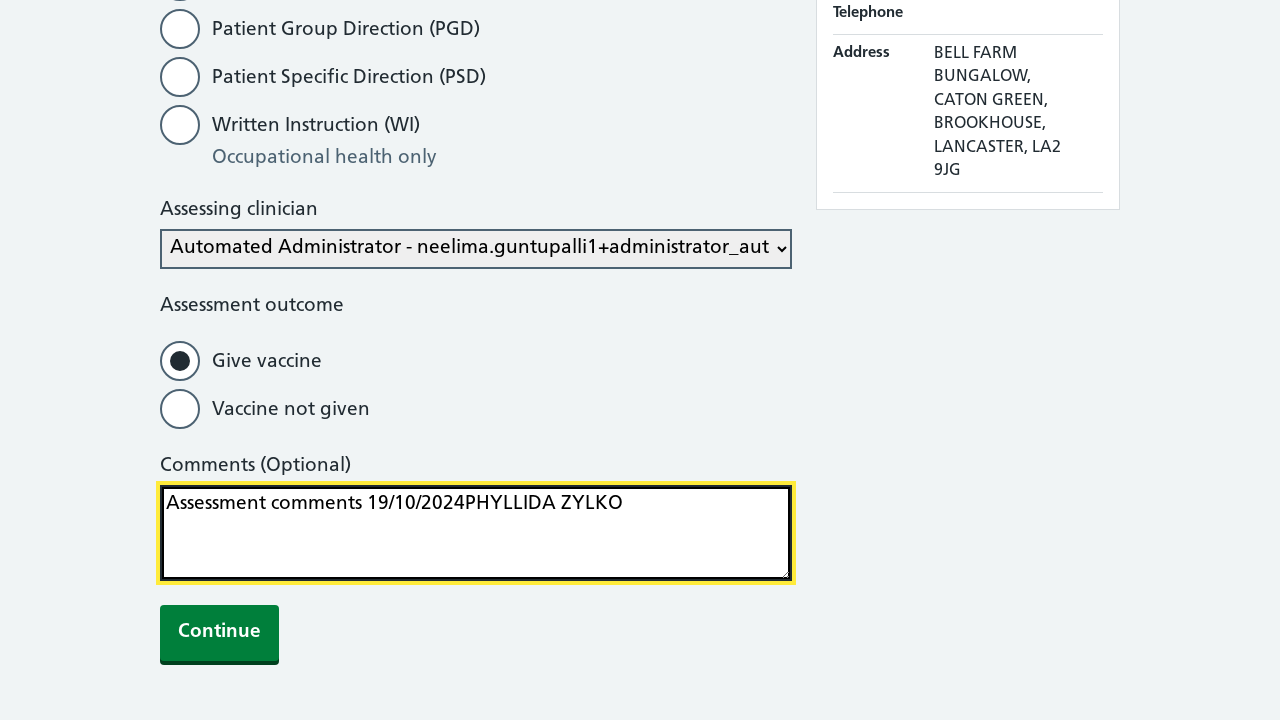 Patient Group Direction (PGD)
Patient Specific Direction (PSD)
Written Instruction (WI)
Occupational health only
Assessing clinician
Automated Administrator - neelima.guntupalli1+administrator_aut
Assessment outcome
Give vaccine
Vaccine not given
Comments (Optional)
Assessment comments 19/10/2024PHYLLIDA ZYLKO
Continue
Telephone
Address
BELL FARM
BUNGALOW,
CATON GREEN,
BROOKHOUSE,
LANCASTER, LA2
9JG